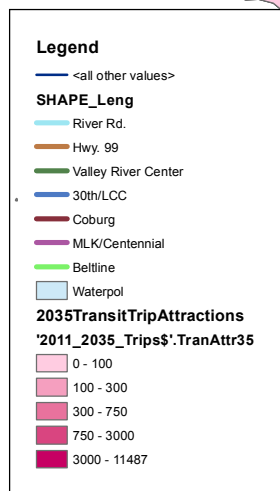 Legend
<all other values>
SHAPE_Leng
River Rd.
Hwy. 99
Valley River Center
30th/LCC
Coburg
MLK/Centennial
Beltline
Waterpol
2035TransitTripAttractions
'2011_2035_Trips$'.TranAttr35
0 - 100
100 - 300
300 - 750
750 - 3000
3000 - 11487